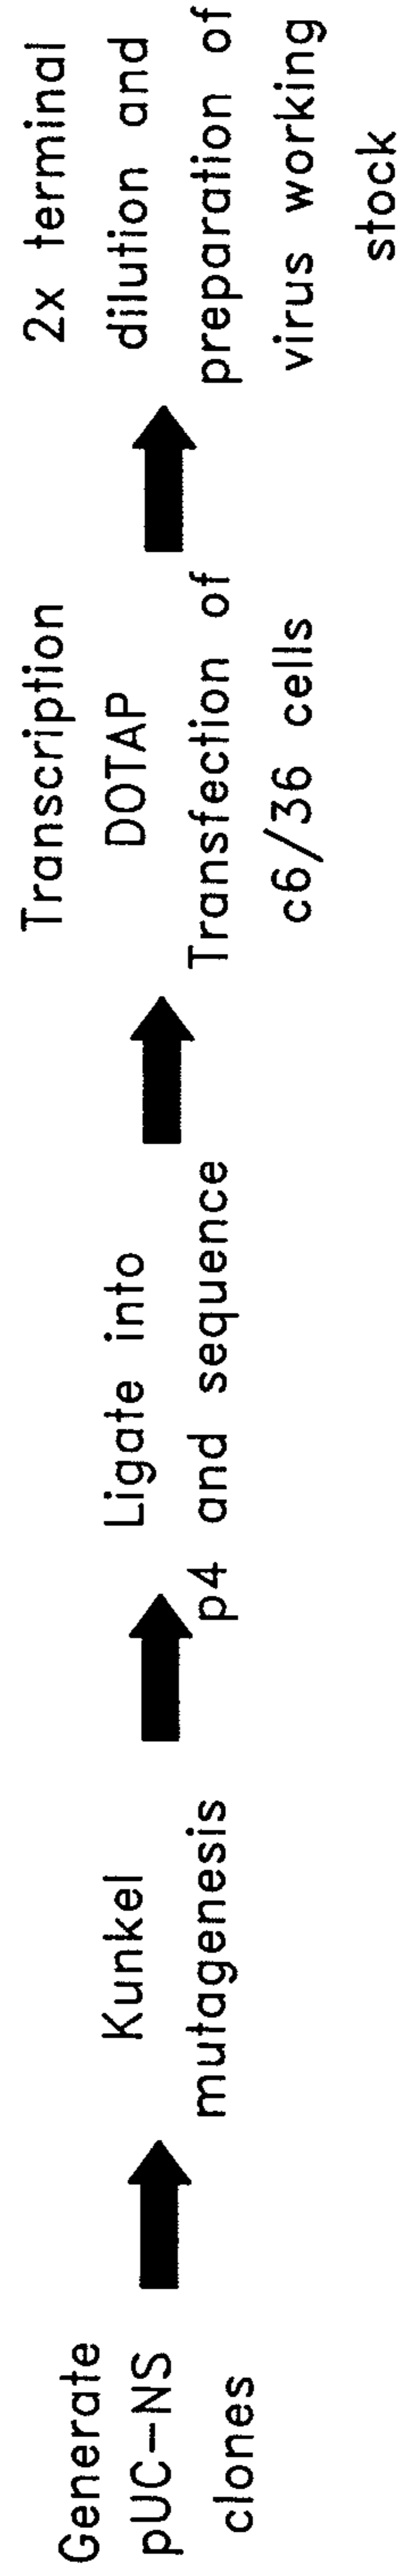 Generate
pUC-NS
clones
Kunkel
mutagenesis
Ligate into
p4 and sequence
Transcription
DOTAP
Transfection of
c6/36 cells
2x terminal
dilution and
preparation of
virus working
stock